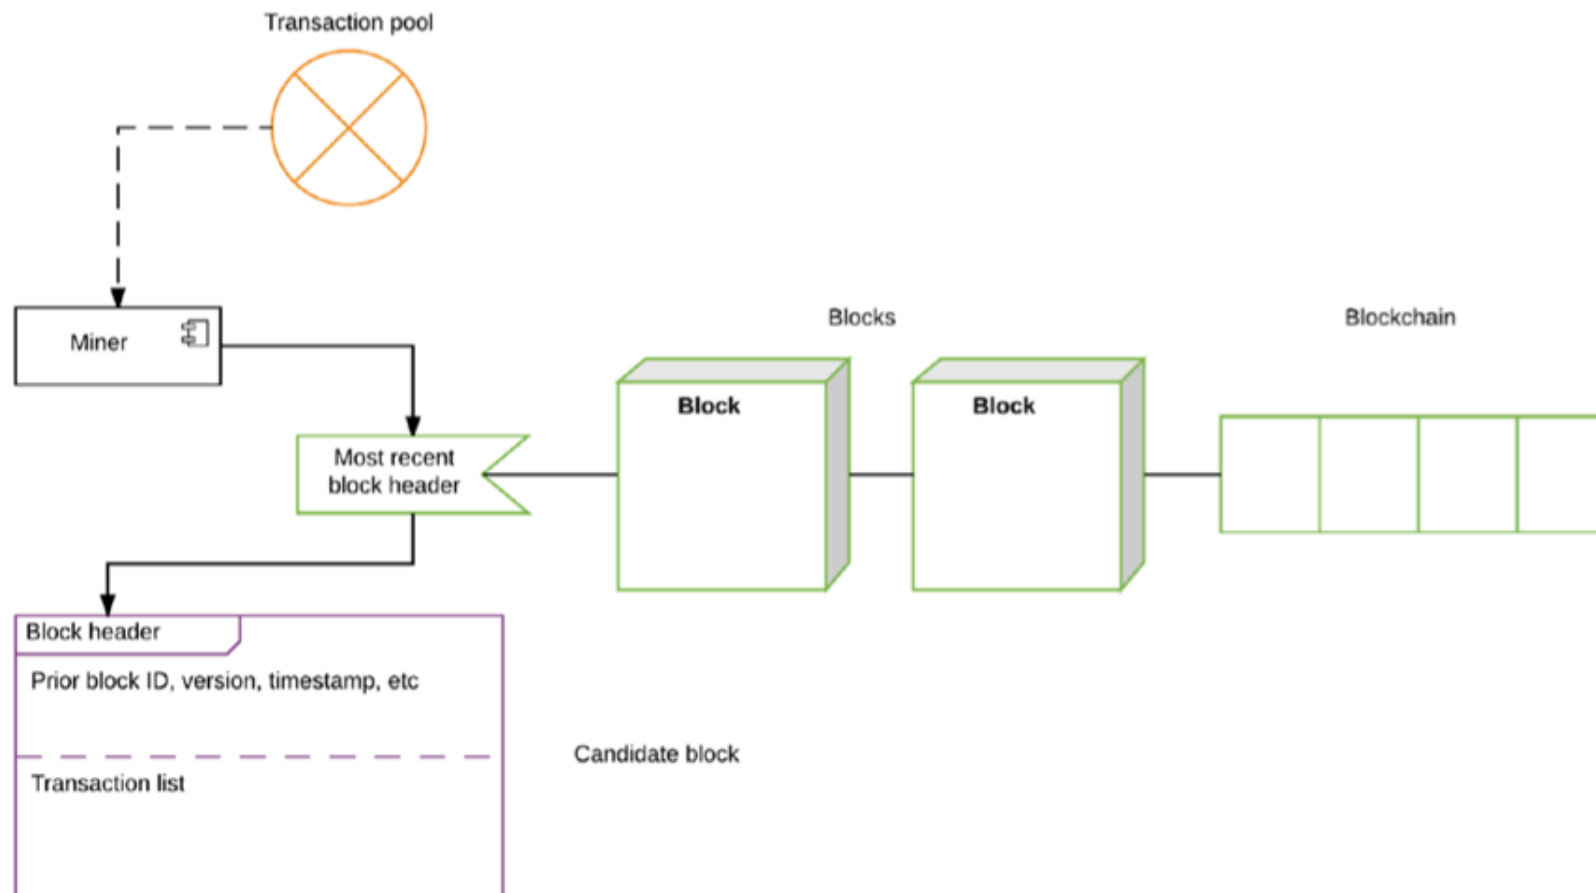 Transaction pool
Miner
Blocks
Blockchain
Block
Block
Most recent
block header
Block header
Prior block ID, version, timestamp, etc
Candidate block
Transaction list